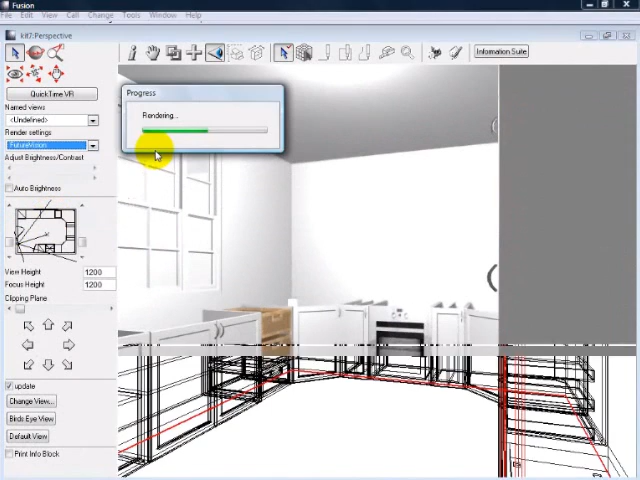 Fusion
File Edit View Call Change Tools Window Help
kit7:Perspective
Information Suite
QuickTime VR
Named views
<Undefined>
Render settings
FutureVision
Adjust Brightness/Contrast
Auto Brightness
View Height 1200
Focus Height 1200
Clipping Plane
update
Change View...
Birds Eye View
Default View
Print Info Block
Progress
Rendering...